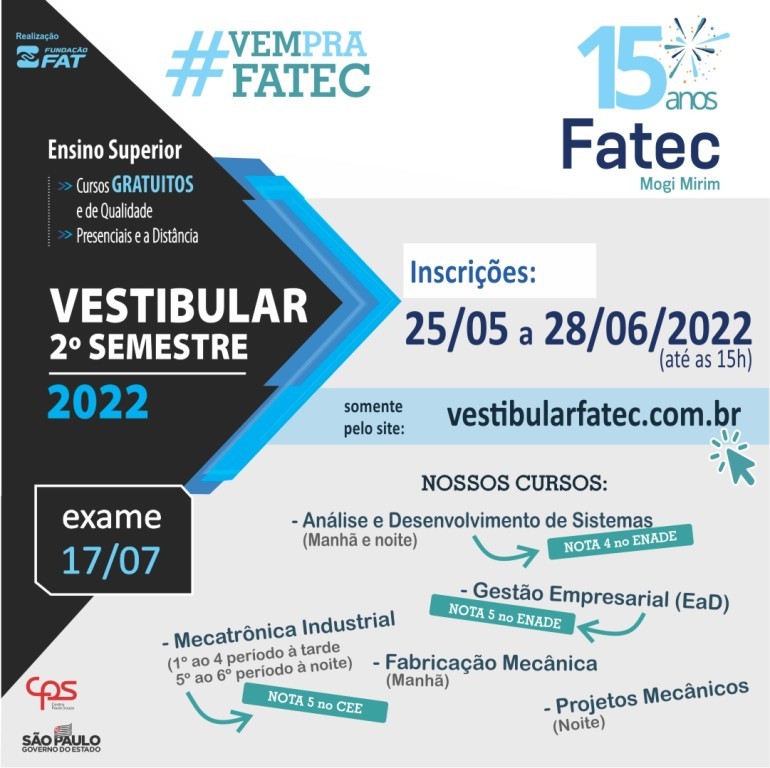 Realização
FUNDAÇÃO
FAT
#VEMPRA
FATEC
15 anos
Fatec
Mogi Mirim
Ensino Superior
>> Cursos GRATUITOS
e de Qualidade
>> Presenciais e a Distância
VESTIBULAR
2º SEMESTRE
2022
Inscrições:
25/05 a 28/06/2022
(até as 15h)
somente
pelo site:
vestibularfatec.com.br
exame
17/07
NOSSOS CURSOS:
- Análise e Desenvolvimento de Sistemas
(Manhã e noite)
NOTA 4 no ENADE
- Gestão Empresarial (EaD)
NOTA 5 no ENADE
- Mecatrônica Industrial
(1º ao 4 período à tarde
5º ao 6º período à noite)
NOTA 5 no CEE
- Fabricação Mecânica
(Manhã)
- Projetos Mecânicos
(Noite)
CPS
Centro
Paula Souza
SÃO PAULO
GOVERNO DO ESTADO